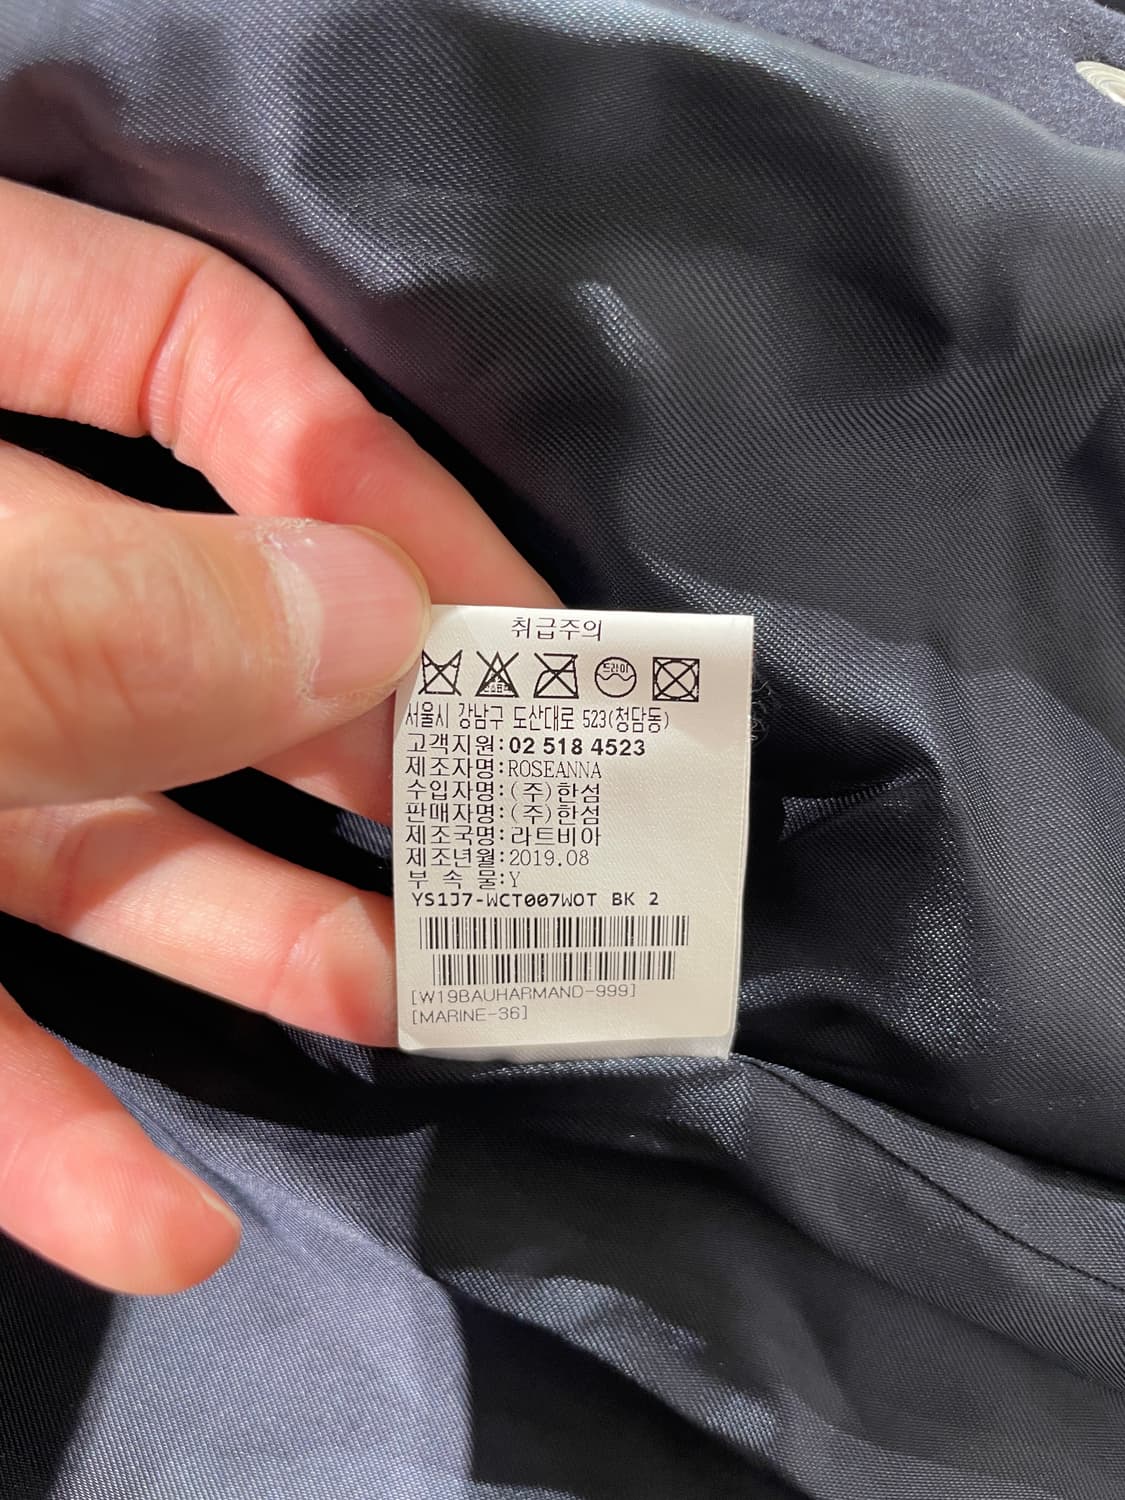 취급주의
드라이
서울시 강남구 도산대로 523(청담동)
고객지원:02 518 4523
제조자명:ROSEANNA
수입자명:(주)한섬
판매자명:(주)한섬
제조국명:라트비아
제조년월:2019.08
부 속 물:Y
YS1J7-WCT007WOT BK 2
[W19BAUHARMAND-999]
[MARINE-36]